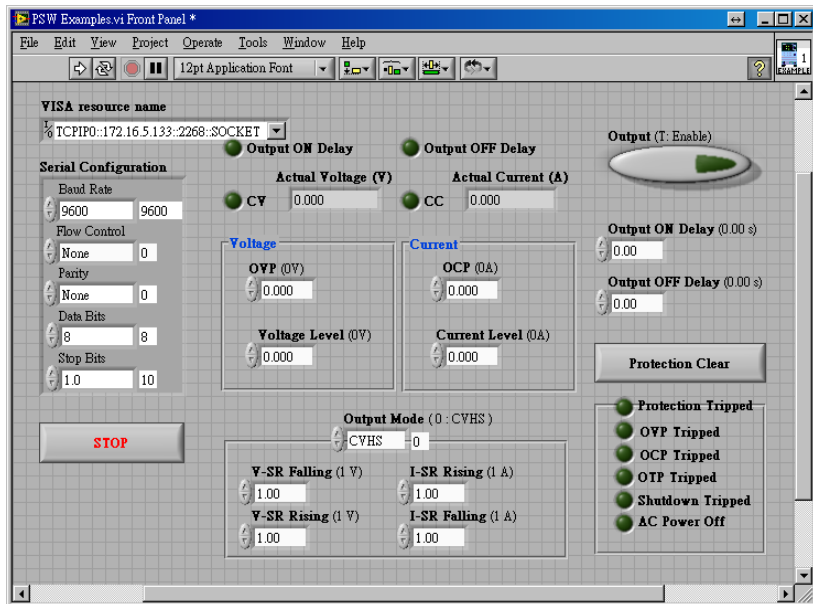 PSW Examples.vi Front Panel *
File Edit View Project Operate Tools Window Help
12pt Application Font
? 1
EXAMPLE
VISA resource name
I/O TCPIP0::172.16.5.133::2268::SOCKET
Output ON Delay
Output OFF Delay
Output (T: Enable)
Serial Configuration
Actual Voltage (V)
Actual Current (A)
Baud Rate
CV 0.000
CC 0.000
9600 9600
Flow Control
None 0
Parity
None 0
Data Bits
8 8
Stop Bits
1.0 10
STOP
Voltage
OVP (0V)
0.000
Voltage Level (0V)
0.000
Current
OCP (0A)
0.000
Current Level (0A)
0.000
Output ON Delay (0.00 s)
0.00
Output OFF Delay (0.00 s)
0.00
Protection Clear
Output Mode (0 : CVHS)
CVHS 0
V-SR Falling (1 V)
1.00
I-SR Rising (1 A)
1.00
V-SR Rising (1 V)
1.00
I-SR Falling (1 A)
1.00
Protection Tripped
OVP Tripped
OCP Tripped
OTP Tripped
Shutdown Tripped
AC Power Off